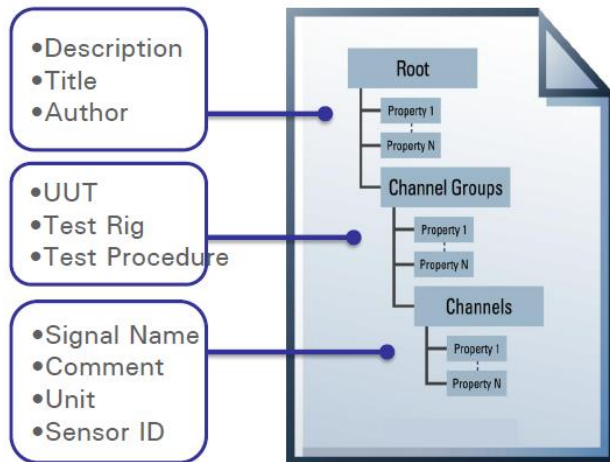 •Description
•Title
•Author
•UUT
•Test Rig
•Test Procedure
•Signal Name
•Comment
•Unit
•Sensor ID
Root
Property 1
Property N
Channel Groups
Property 1
Property N
Channels
Property 1
Property N